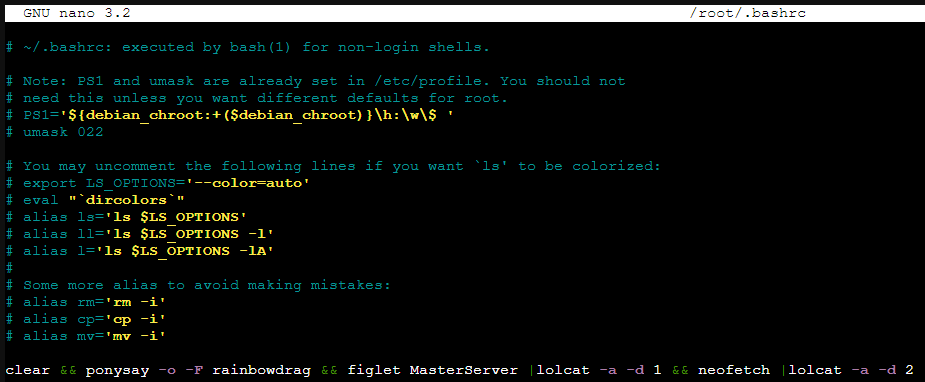 GNU nano 3.2 /root/.bashrc
# ~/.bashrc: executed by bash(1) for non-login shells.
# Note: PS1 and umask are already set in /etc/profile. You should not
# need this unless you want different defaults for root.
# PS1='${debian_chroot:+($debian_chroot)}\h:\w\$ '
# umask 022
# You may uncomment the following lines if you want `ls' to be colorized:
# export LS_OPTIONS='--color=auto'
# eval "`dircolors`"
# alias ls='ls $LS_OPTIONS'
# alias ll='ls $LS_OPTIONS -l'
# alias l='ls $LS_OPTIONS -lA'
#
# Some more alias to avoid making mistakes:
# alias rm='rm -i'
# alias cp='cp -i'
# alias mv='mv -i'
clear && ponysay -o -F rainbowdrag && figlet MasterServer |lolcat -a -d 1 && neofetch |lolcat -a -d 2